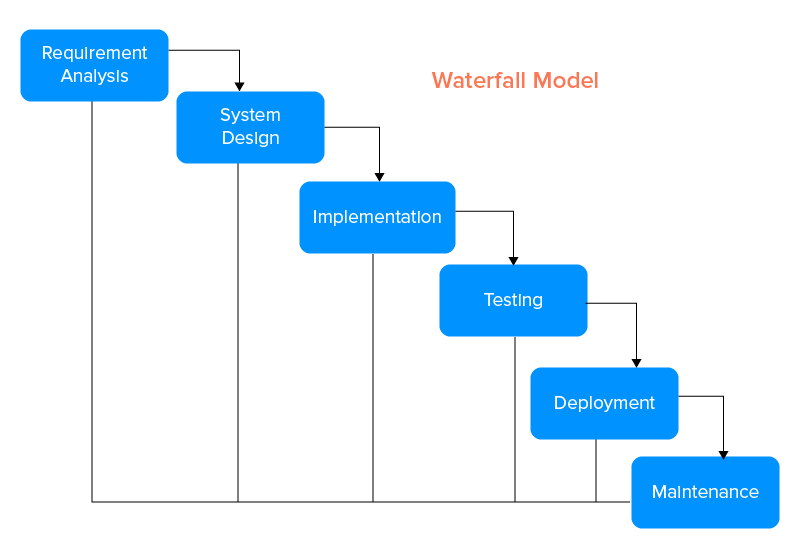 Requirement
Analysis
Waterfall Model
System
Design
Implementation
Testing
Deployment
Maintenance